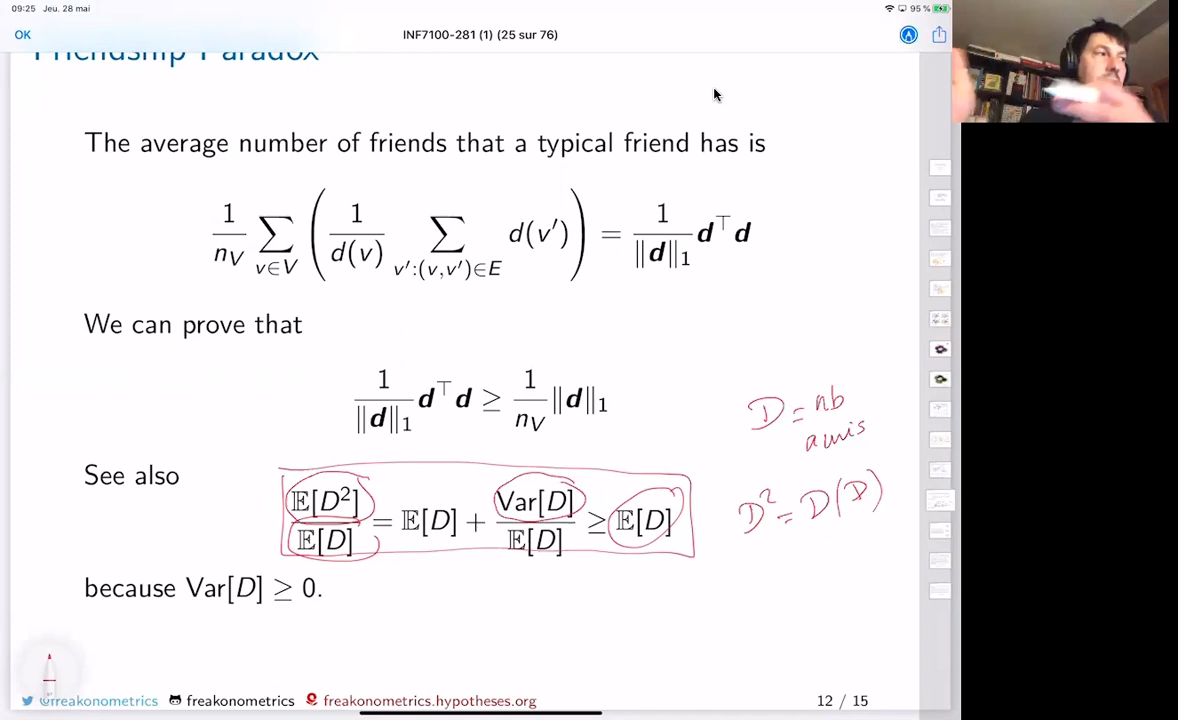 09:25 Jeu. 28 mai 95 %
OK INF7100-281 (1) (25 sur 76)
Friendship Paradox
The average number of friends that a typical friend has is
1/n_V ∑_{v∈V} ( 1/d(v) ∑_{v′:(v,v′)∈E} d(v′) ) = 1/‖d‖₁ d⊤d
We can prove that
1/‖d‖₁ d⊤d ≥ 1/n_V ‖d‖₁
D = nb
amis
See also
𝔼[D²]/𝔼[D] = 𝔼[D] + Var[D]/𝔼[D] ≥ 𝔼[D]
D² = D(D)
because Var[D] ≥ 0.
@freakonometrics freakonometrics freakonometrics.hypotheses.org 12 / 15